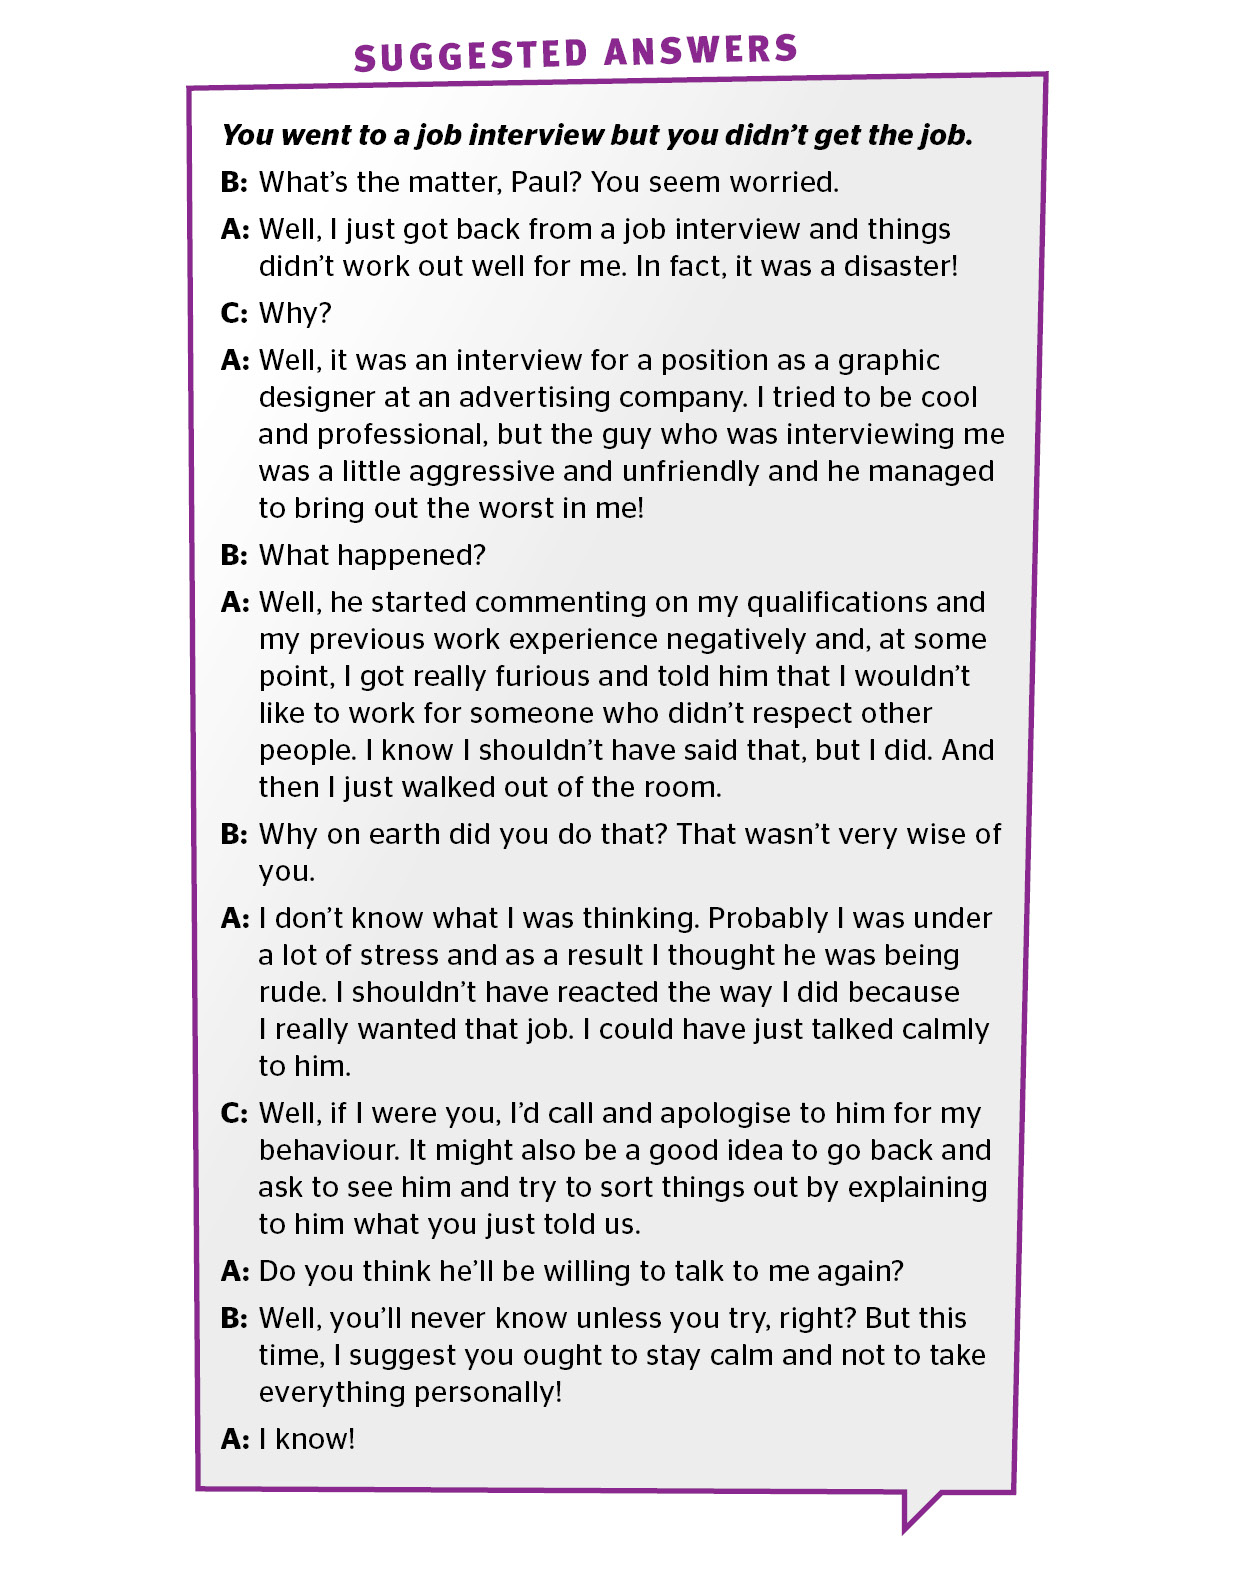 SUGGESTED ANSWERS
You went to a job interview but you didn't get the job.
B: What's the matter, Paul? You seem worried.
A: Well, I just got back from a job interview and things
didn't work out well for me. In fact, it was a disaster!
C: Why?
A: Well, it was an interview for a position as a graphic
designer at an advertising company. I tried to be cool
and professional, but the guy who was interviewing me
was a little aggressive and unfriendly and he managed
to bring out the worst in me!
B: What happened?
A: Well, he started commenting on my qualifications and
my previous work experience negatively and, at some
point, I got really furious and told him that I wouldn't
like to work for someone who didn't respect other
people. I know I shouldn't have said that, but I did. And
then I just walked out of the room.
B: Why on earth did you do that? That wasn't very wise of
you.
A: I don't know what I was thinking. Probably I was under
a lot of stress and as a result I thought he was being
rude. I shouldn't have reacted the way I did because
I really wanted that job. I could have just talked calmly
to him.
C: Well, if I were you, I'd call and apologise to him for my
behaviour. It might also be a good idea to go back and
ask to see him and try to sort things out by explaining
to him what you just told us.
A: Do you think he'll be willing to talk to me again?
B: Well, you'll never know unless you try, right? But this
time, I suggest you ought to stay calm and not to take
everything personally!
A: I know!